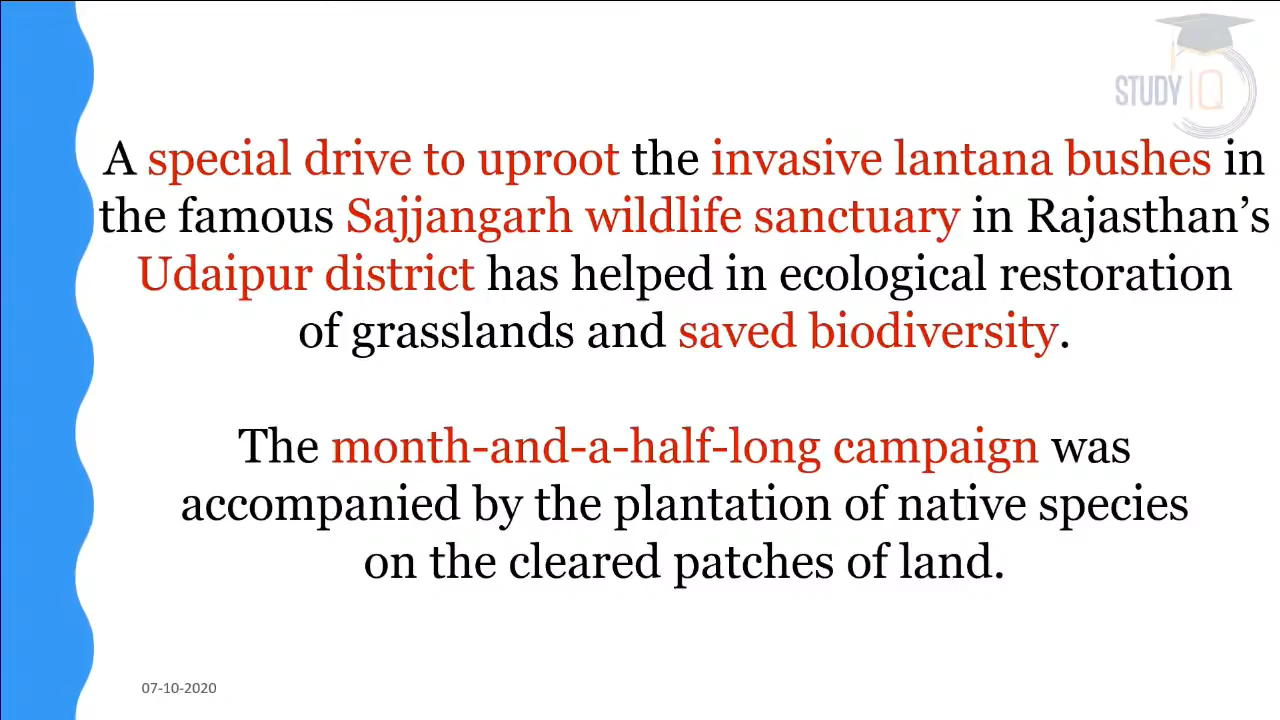 STUDY IQ
A special drive to uproot the invasive lantana bushes in
the famous Sajjangarh wildlife sanctuary in Rajasthan’s
Udaipur district has helped in ecological restoration
of grasslands and saved biodiversity.
The month-and-a-half-long campaign was
accompanied by the plantation of native species
on the cleared patches of land.
07-10-2020